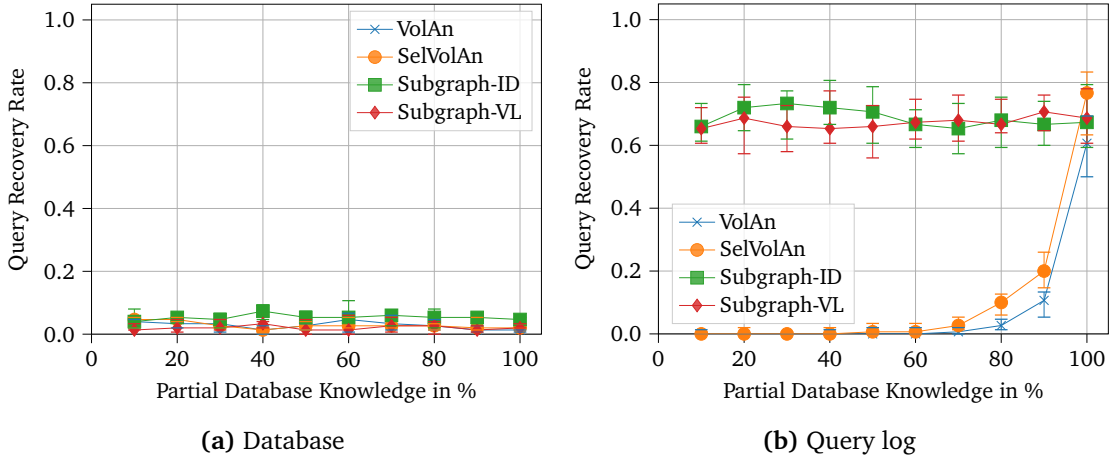 1.0
0.8
0.6
0.4
0.2
0.0
Query Recovery Rate
VolAn
SelVolAn
Subgraph-ID
Subgraph-VL
0 20 40 60 80 100
Partial Database Knowledge in %
(a) Database
1.0
0.8
0.6
0.4
0.2
0.0
Query Recovery Rate
VolAn
SelVolAn
Subgraph-ID
Subgraph-VL
0 20 40 60 80 100
Partial Database Knowledge in %
(b) Query log